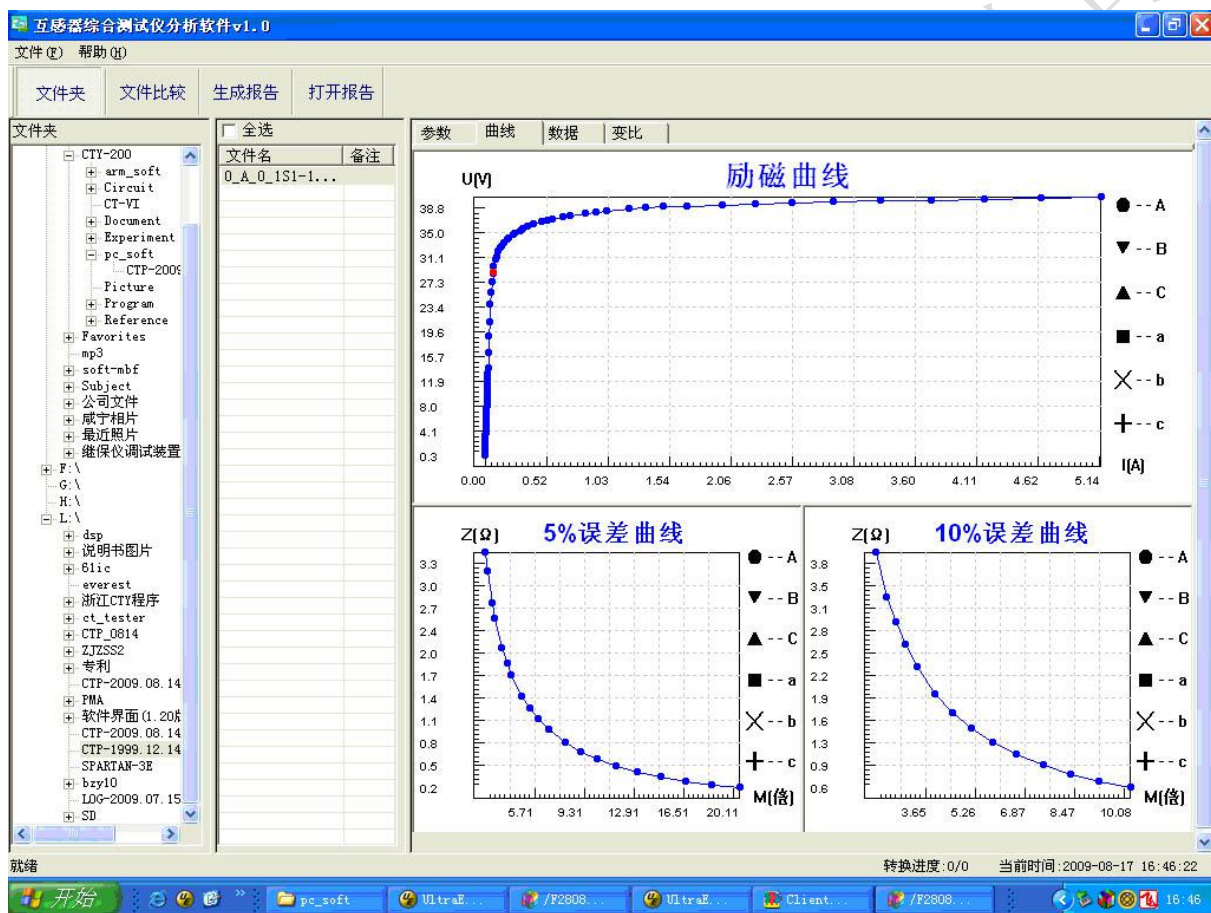 互感器综合测试仪分析软件v1.0
文件(F) 帮助(H)
文件夹 文件比较 生成报告 打开报告
文件夹
CTY-200
arm_soft
Circuit
CT-VI
Document
Experiment
pc_soft
CTP-2009
Picture
Program
Reference
Favorites
mp3
soft-mbf
Subject
公司文件
咸宁相片
最近照片
继保仪调试装置
F:\
G:\
H:\
L:\
dsp
说明书图片
61ic
everest
浙江CTY程序
ct_tester
CTP_0814
ZJZSS2
专利
CTP-2009.08.14
PMA
软件界面(1.20版
CTP-2009.08.14
CTP-1999.12.14
SPARTAN-3E
bzy10
LOG-2009.07.15
SD
全选
文件名 备注
0_A_0_1S1-1...
参数 曲线 数据 变比
励磁曲线
U(V)
38.8
35.0
31.1
27.3
23.4
19.6
15.7
11.9
8.0
4.1
0.3
0.00 0.52 1.03 1.54 2.06 2.57 3.08 3.60 4.11 4.62 5.14
I(A)
--A
--B
--C
--a
--b
--c
5%误差曲线
Z(Ω)
3.3
3.0
2.7
2.4
2.0
1.7
1.4
1.1
0.8
0.5
0.2
5.71 9.31 12.91 16.51 20.11
M(倍)
--A
--B
--C
--a
--b
--c
10%误差曲线
Z(Ω)
3.8
3.5
3.1
2.8
2.5
2.2
1.9
1.6
1.3
0.9
0.6
3.65 5.26 6.87 8.47 10.08
M(倍)
--A
--B
--C
--a
--b
--c
就绪 转换进度:0/0 当前时间:2009-08-17 16:46:22
开始 pc_soft UltraE... /F2808... UltraE... Client... /F2808... 16:46